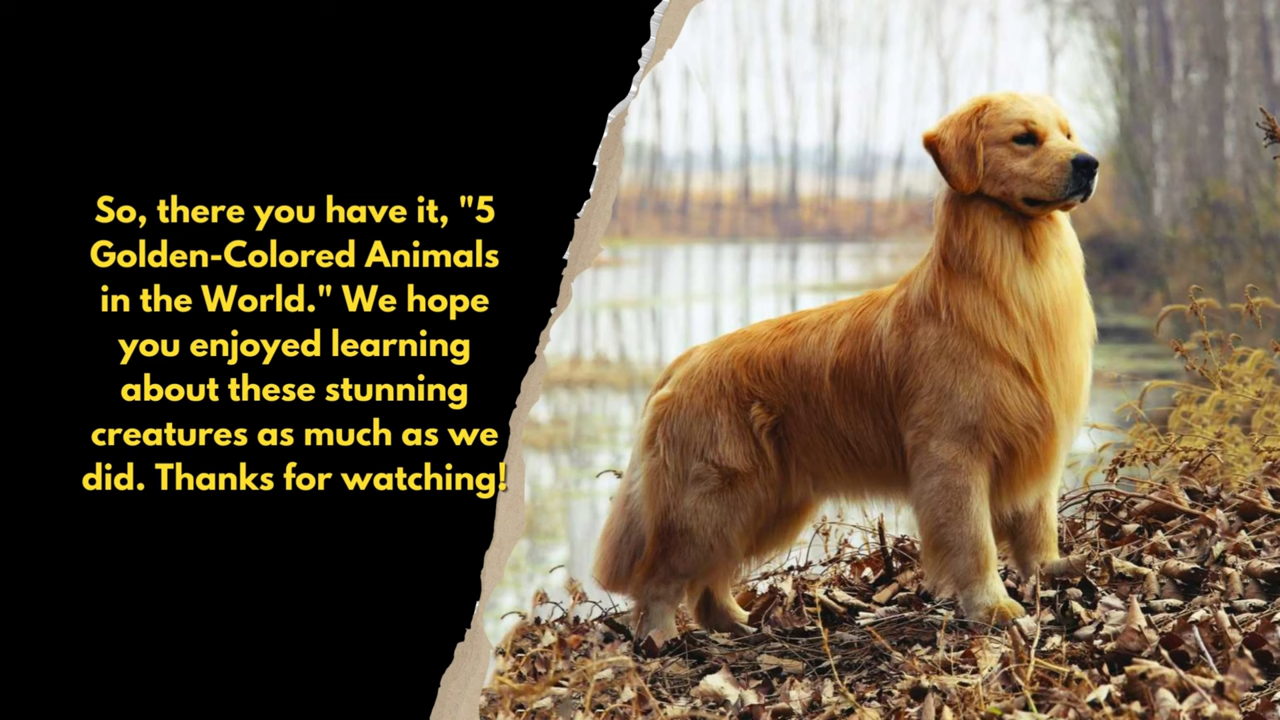 So, there you have it, "5
Golden-Colored Animals
in the World." We hope
you enjoyed learning
about these stunning
creatures as much as we
did. Thanks for watching!